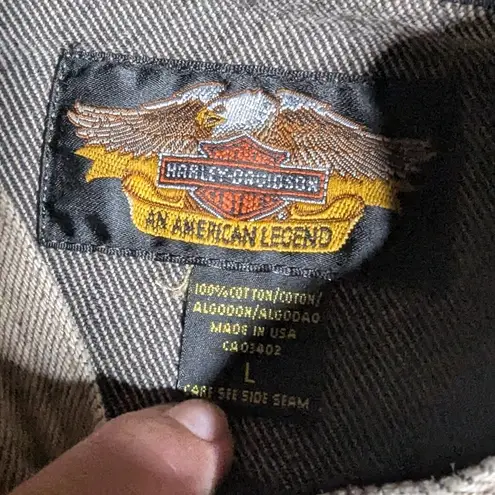 HARLEY-DAVIDSON
AN AMERICAN LEGEND
100% COTTON/COTON/
ALGODON/ALGODAO
MADE IN USA
CA03402
L
CARE SEE SIDE SEAM